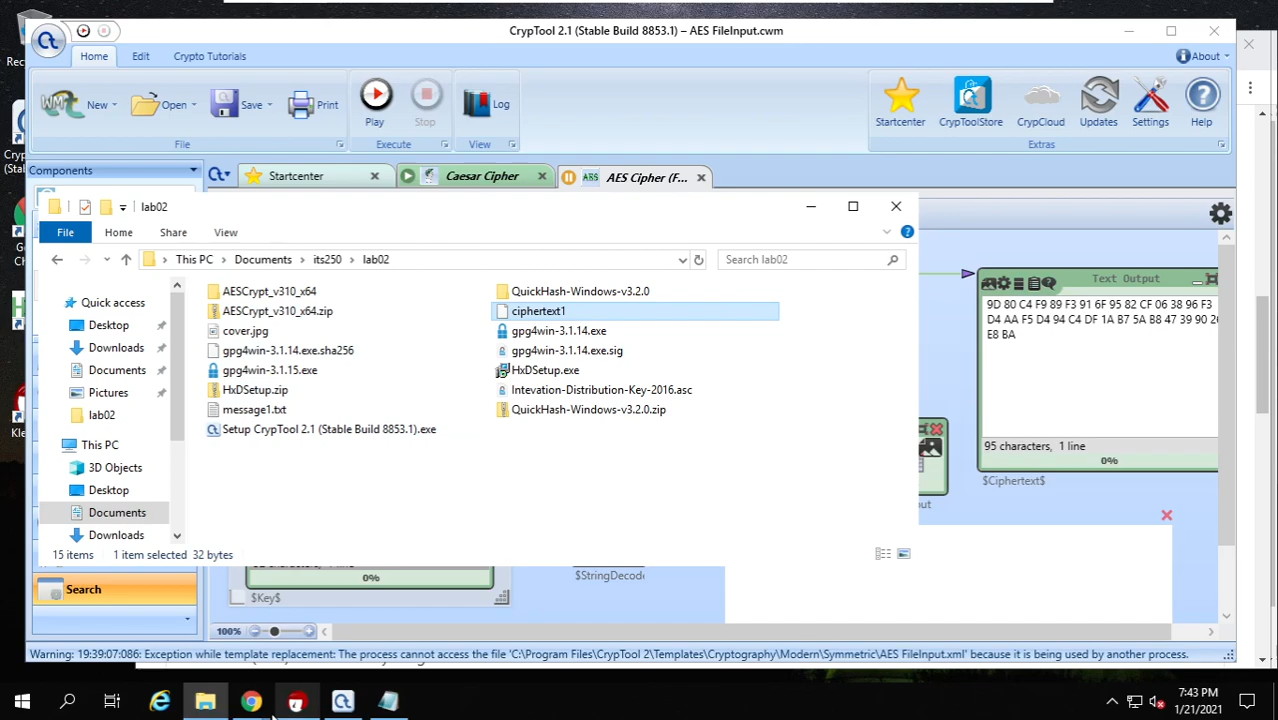 CrypTool 2.1 (Stable Build 8853.1) – AES FileInput.cwm
Home Edit Crypto Tutorials About
New Open Save Print Play Stop Log Startcenter CrypToolStore CrypCloud Updates Settings Help
File Execute View Extras
Components Startcenter Caesar Cipher AES Cipher (F...
lab02
File Home Share View
This PC Documents its250 lab02 Search lab02
Quick access
Desktop
Downloads
Documents
Pictures
lab02
This PC
3D Objects
Desktop
Documents
Downloads
AESCrypt_v310_x64
AESCrypt_v310_x64.zip
cover.jpg
gpg4win-3.1.14.exe.sha256
gpg4win-3.1.15.exe
HxDSetup.zip
message1.txt
Setup CrypTool 2.1 (Stable Build 8853.1).exe
QuickHash-Windows-v3.2.0
ciphertext1
gpg4win-3.1.14.exe
gpg4win-3.1.14.exe.sig
HxDSetup.exe
Intevation-Distribution-Key-2016.asc
QuickHash-Windows-v3.2.0.zip
15 items 1 item selected 32 bytes
Text Output
9D 80 C4 F9 89 F3 91 6F 95 82 CF 06 38 96 F3
D4 AA F5 D4 94 C4 DF 1A B7 5A B8 47 39 90
E8 BA
95 characters, 1 line
0%
$Ciphertext$
Search
0%
$Key$
100%
Warning: 19:39:07:086: Exception while template replacement: The process cannot access the file 'C:\Program Files\CrypTool 2\Templates\Cryptography\Modern\Symmetric\AES FileInput.xml' because it is being used by another process.
7:43 PM
1/21/2021